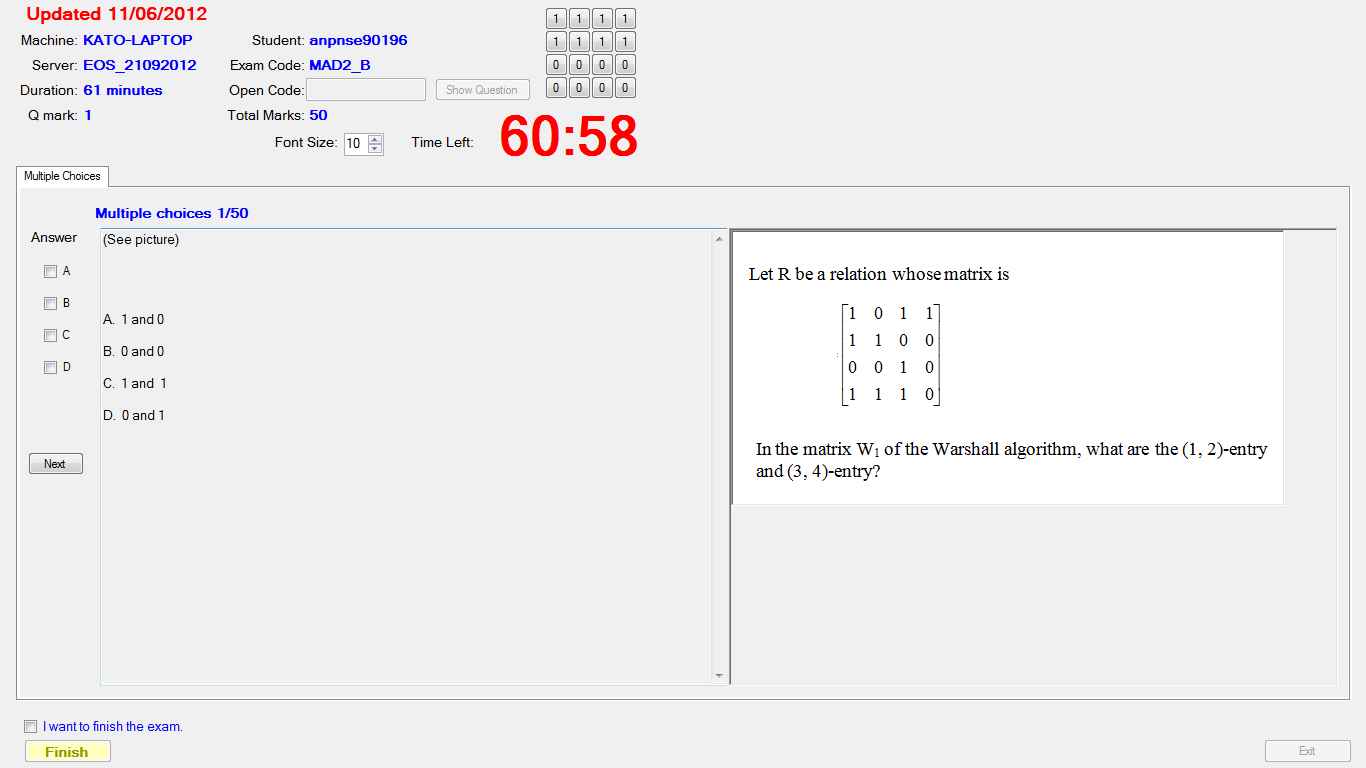 Updated 11/06/2012
Machine: KATO-LAPTOP Student: anpnse90196
Server: EOS_21092012 Exam Code: MAD2_B
Duration: 61 minutes Open Code: Show Question
Q mark: 1 Total Marks: 50
1 1 1 1
1 1 1 1
0 0 0 0
0 0 0 0
Font Size: 10 Time Left: 60:58
Multiple Choices
Multiple choices 1/50
Answer
A
B
C
D
Next
(See picture)
A. 1 and 0
B. 0 and 0
C. 1 and 1
D. 0 and 1
Let R be a relation whose matrix is
1 0 1 1
1 1 0 0
0 0 1 0
1 1 1 0
In the matrix W₁ of the Warshall algorithm, what are the (1, 2)-entry
and (3, 4)-entry?
I want to finish the exam.
Finish
Exit